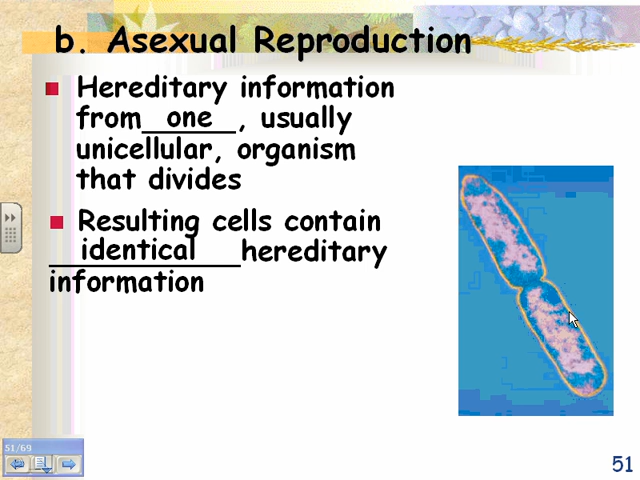 b. Asexual Reproduction
Hereditary information
from one, usually
unicellular, organism
that divides
Resulting cells contain
identical hereditary
information
51/69
51